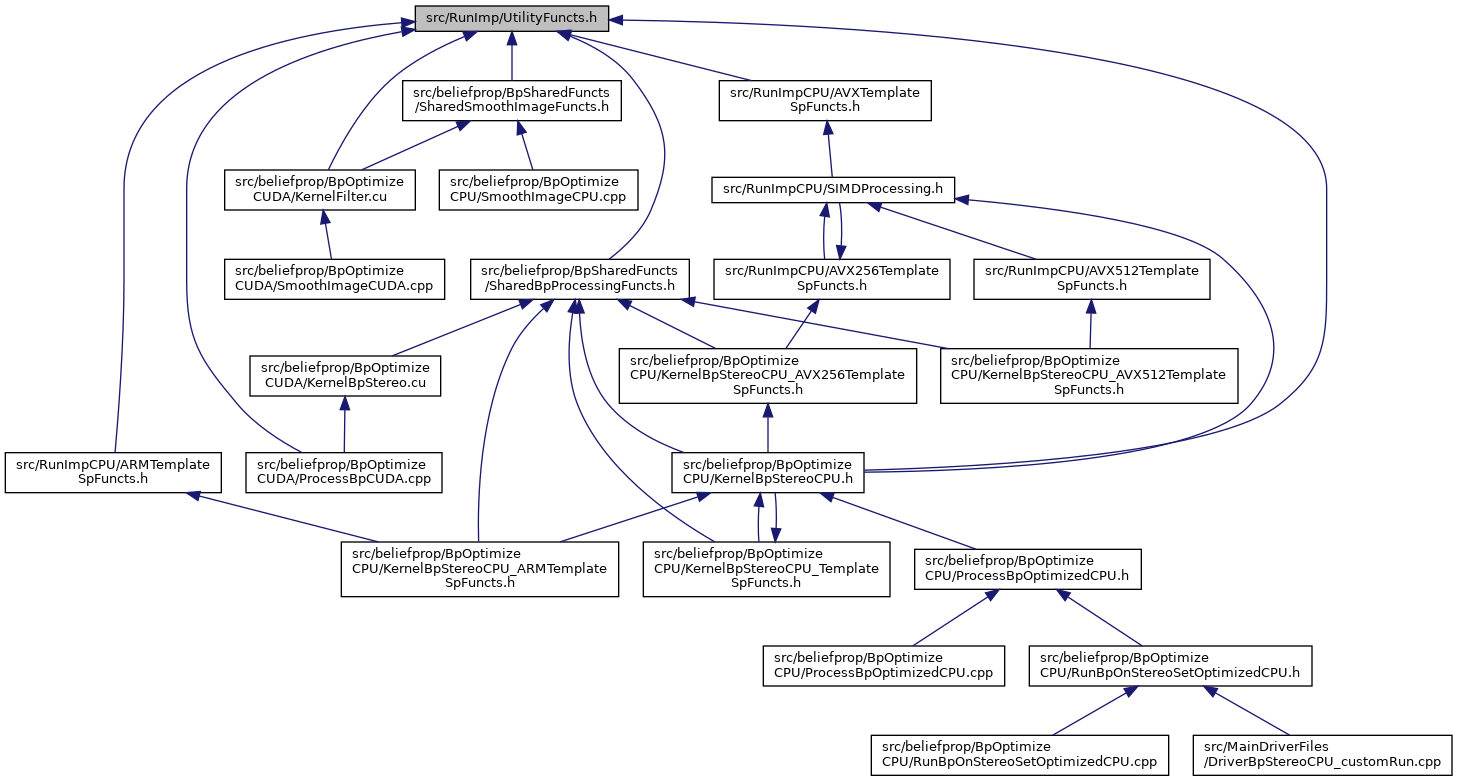 src/RunImp/UtilityFuncts.h
src/beliefprop/BpSharedFuncts
/SharedSmoothImageFuncts.h
src/RunImpCPU/AVXTemplate
SpFuncts.h
src/beliefprop/BpOptimize
CUDA/KernelFilter.cu
src/beliefprop/BpOptimize
CPU/SmoothImageCPU.cpp
src/RunImpCPU/SIMDProcessing.h
src/beliefprop/BpOptimize
CUDA/SmoothImageCUDA.cpp
src/beliefprop/BpSharedFuncts
/SharedBpProcessingFuncts.h
src/RunImpCPU/AVX256Template
SpFuncts.h
src/RunImpCPU/AVX512Template
SpFuncts.h
src/beliefprop/BpOptimize
CUDA/KernelBpStereo.cu
src/beliefprop/BpOptimize
CPU/KernelBpStereoCPU_AVX256Template
SpFuncts.h
src/beliefprop/BpOptimize
CPU/KernelBpStereoCPU_AVX512Template
SpFuncts.h
src/RunImpCPU/ARMTemplate
SpFuncts.h
src/beliefprop/BpOptimize
CUDA/ProcessBpCUDA.cpp
src/beliefprop/BpOptimize
CPU/KernelBpStereoCPU.h
src/beliefprop/BpOptimize
CPU/KernelBpStereoCPU_ARMTemplate
SpFuncts.h
src/beliefprop/BpOptimize
CPU/KernelBpStereoCPU_Template
SpFuncts.h
src/beliefprop/BpOptimize
CPU/ProcessBpOptimizedCPU.h
src/beliefprop/BpOptimize
CPU/ProcessBpOptimizedCPU.cpp
src/beliefprop/BpOptimize
CPU/RunBpOnStereoSetOptimizedCPU.h
src/beliefprop/BpOptimize
CPU/RunBpOnStereoSetOptimizedCPU.cpp
src/MainDriverFiles
/DriverBpStereoCPU_customRun.cpp